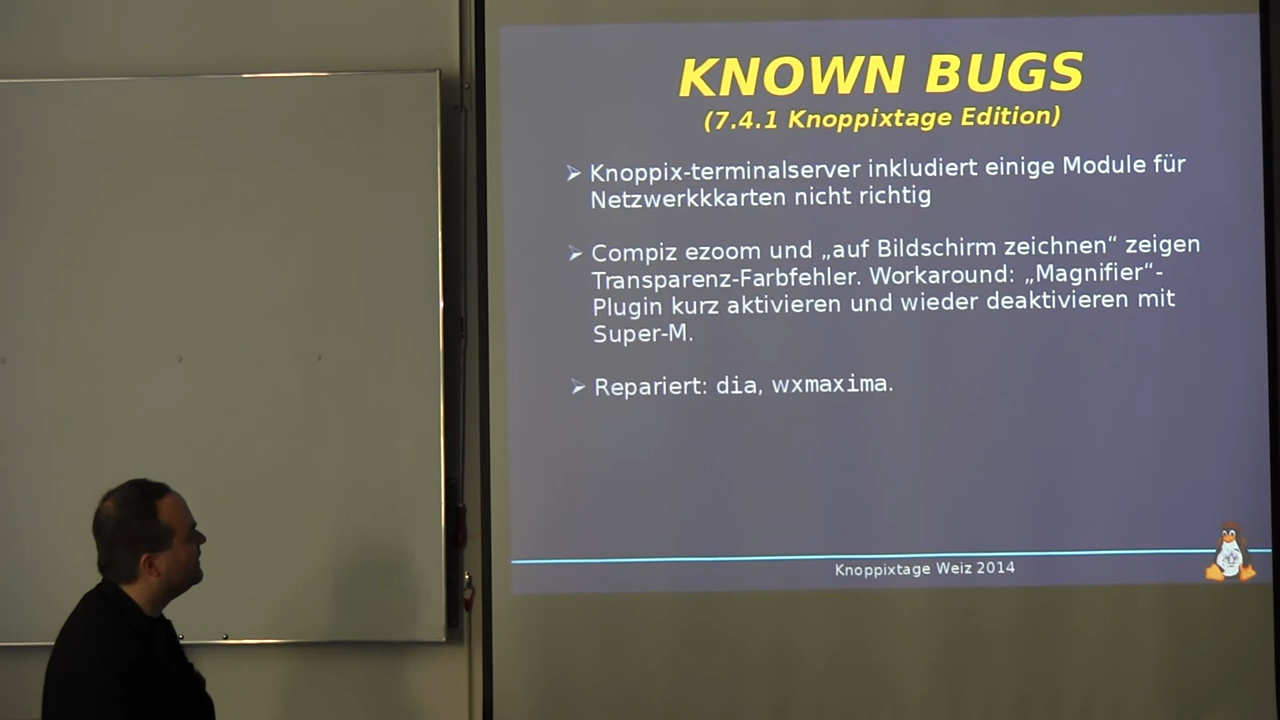 KNOWN BUGS
(7.4.1 Knoppixtage Edition)
Knoppix-terminalserver inkludiert einige Module für
Netzwerkkkarten nicht richtig
Compiz ezoom und „auf Bildschirm zeichnen“ zeigen
Transparenz-Farbfehler. Workaround: „Magnifier“-
Plugin kurz aktivieren und wieder deaktivieren mit
Super-M.
Repariert: dia, wxmaxima.
Knoppixtage Weiz 2014